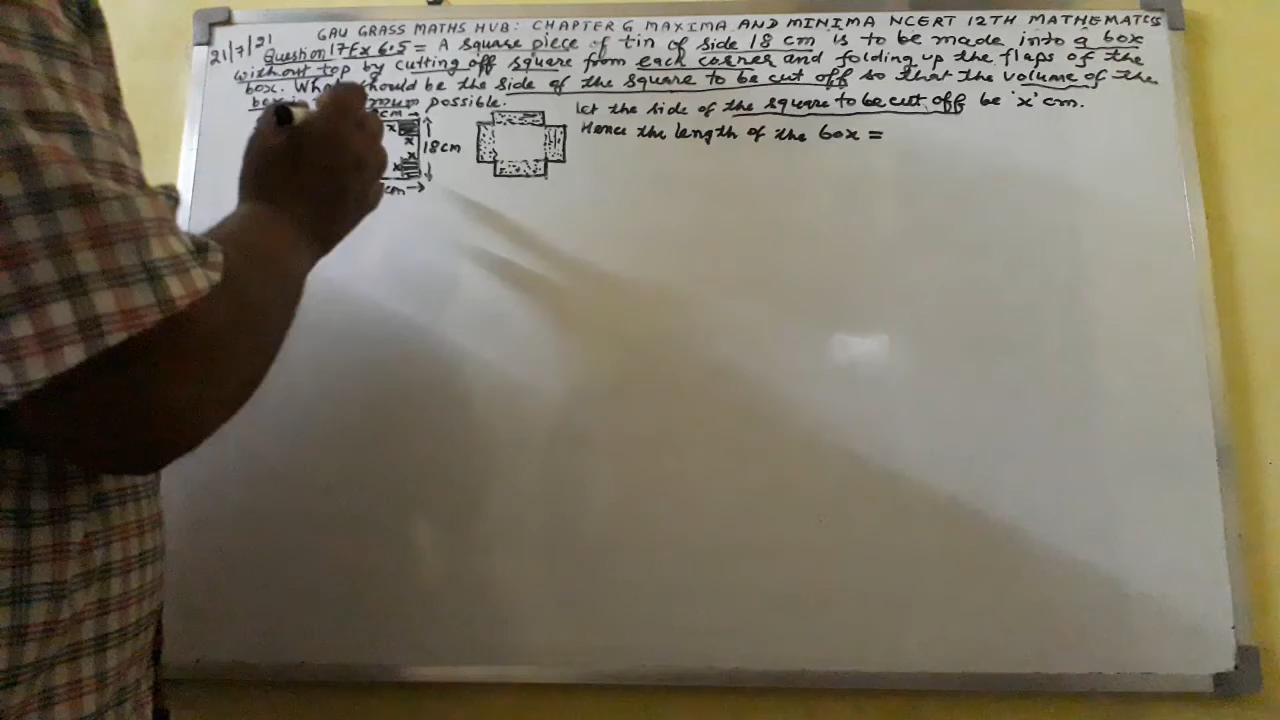 GAU GRASS MATHS HUB: CHAPTER 6 MAXIMA AND MINIMA NCERT 12TH MATHEMATICS
21/7/21
Question 17 Ex 6.5 = A square piece of tin of side 18 cm is to be made into a box
without top by cutting off square from each corner and folding up the flaps of the
box. What should be the side of the square to be cut off so that the volume of the
box possible.
Let the side of the square to be cut off be 'x' cm.
Hence the length of the box =
cm →
x
x
x
x
18cm
cm →